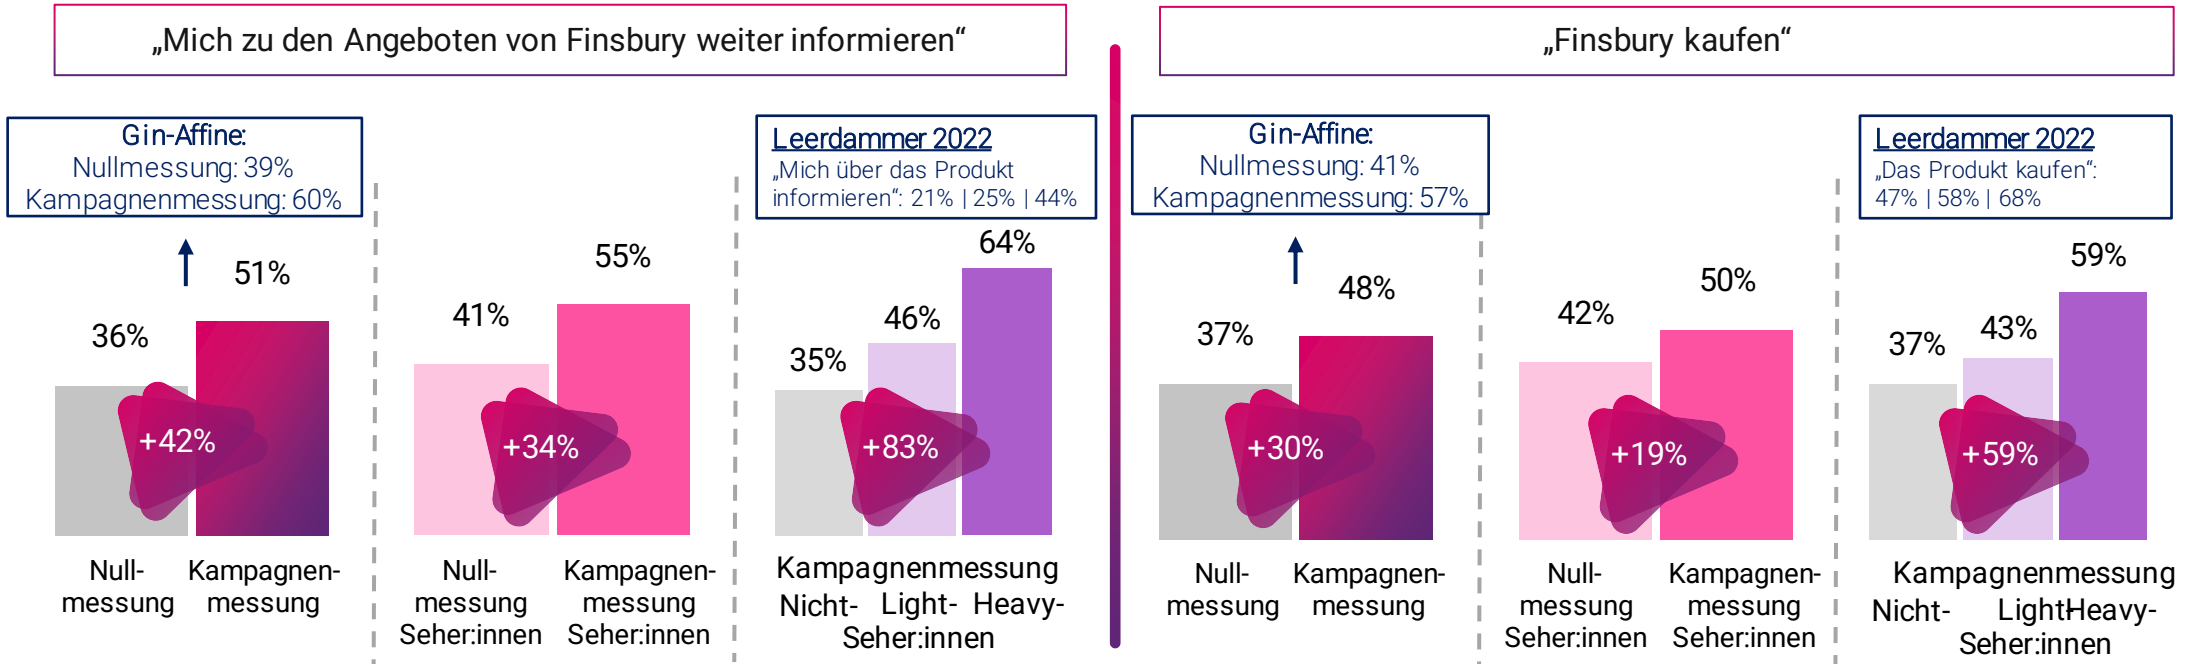 „Mich zu den Angeboten von Finsbury weiter informieren“
Gin-Affine:
Nullmessung: 39%
Kampagnenmessung: 60%
36%
51%
+42%
Null-
messung
Kampagnen-
messung
41%
55%
+34%
Null-
messung
Seher:innen
Kampagnen-
messung
Seher:innen
Leerdammer 2022
„Mich über das Produkt
informieren“: 21% | 25% | 44%
35%
46%
64%
+83%
Kampagnenmessung
Nicht- Light- Heavy-
Seher:innen
„Finsbury kaufen“
Gin-Affine:
Nullmessung: 41%
Kampagnenmessung: 57%
37%
48%
+30%
Null-
messung
Kampagnen-
messung
42%
50%
+19%
Null-
messung
Seher:innen
Kampagnen-
messung
Seher:innen
Leerdammer 2022
„Das Produkt kaufen“:
47% | 58% | 68%
37%
43%
59%
+59%
Kampagnenmessung
Nicht- Light- Heavy-
Seher:innen